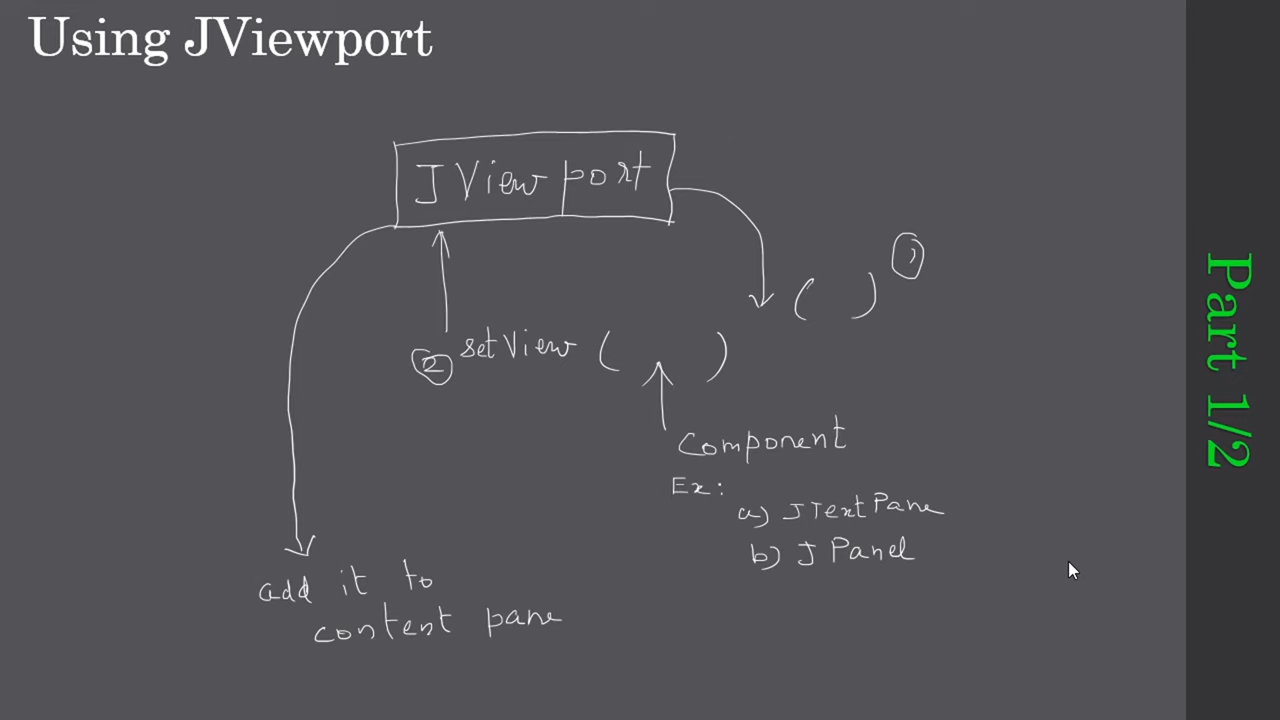 Using JViewport
JViewport
( ) 1
2 setView ( )
Component
Ex:
a) JTextPane
b) JPanel
add it to
content pane
Part 1/2